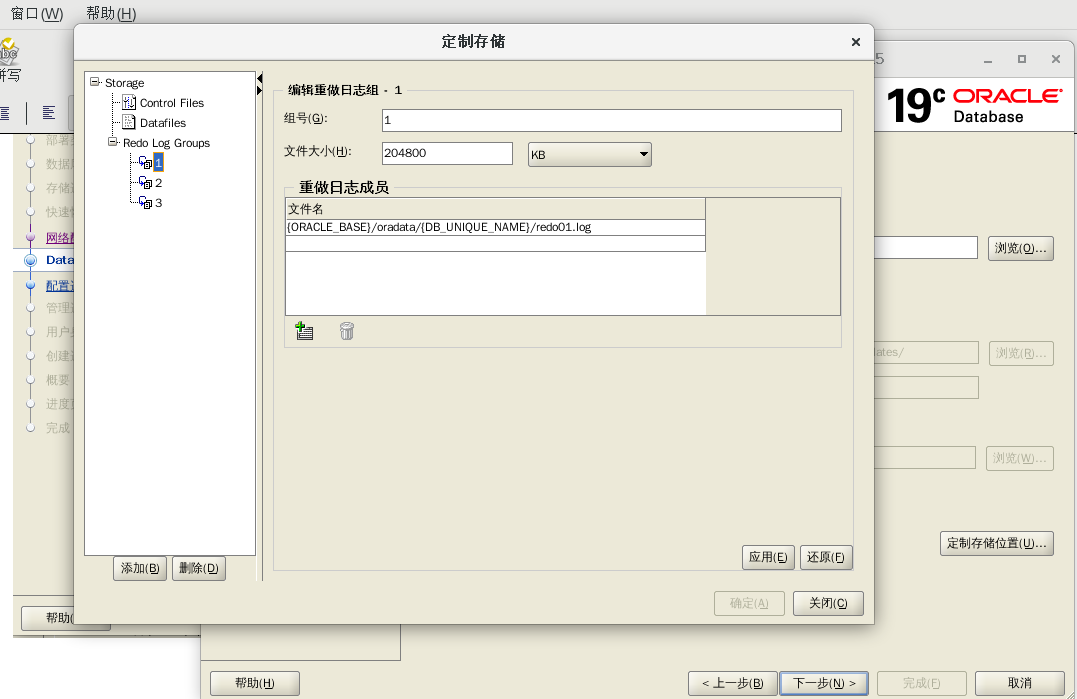 窗口(W) 帮助(H)
定制存储
拼写
19c ORACLE
Database
Storage
Control Files
Datafiles
Redo Log Groups
1
2
3
编辑重做日志组 - 1
组号(G): 1
文件大小(H): 204800 KB
重做日志成员
文件名
{ORACLE_BASE}/oradata/{DB_UNIQUE_NAME}/redo01.log
数据
存储
快速
网络
Data
配置
管理
用户
创建
概要
进度
完成
浏览(O)...
ates/ 浏览(R)...
浏览(W)...
定制存储位置(U)...
添加(B) 删除(D)
应用(E) 还原(F)
确定(A) 关闭(C)
帮助(
帮助(H) < 上一步(B) 下一步(N) > 完成(F) 取消